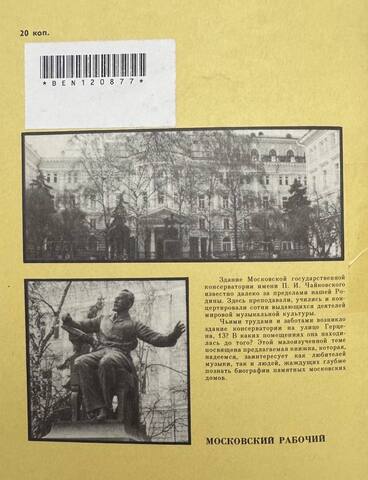 20 коп.
*BEN120877*
Здание Московской государственной
консерватории имени П. И. Чайковского
известно далеко за пределами нашей Ро-
дины. Здесь преподавали, учились и кон-
цертировали сотни выдающихся деятелей
мировой музыкальной культуры.
Чьими трудами и заботами возникло
здание консерватории на улице Герце-
на, 13? В каких помещениях она находи-
лась до того? Этой малоизученной теме
посвящена предлагаемая книжка, которая,
надеемся, заинтересует как любителей
музыки, так и людей, жаждущих глубже
познать биографии памятных московских
домов.
МОСКОВСКИЙ РАБОЧИЙ